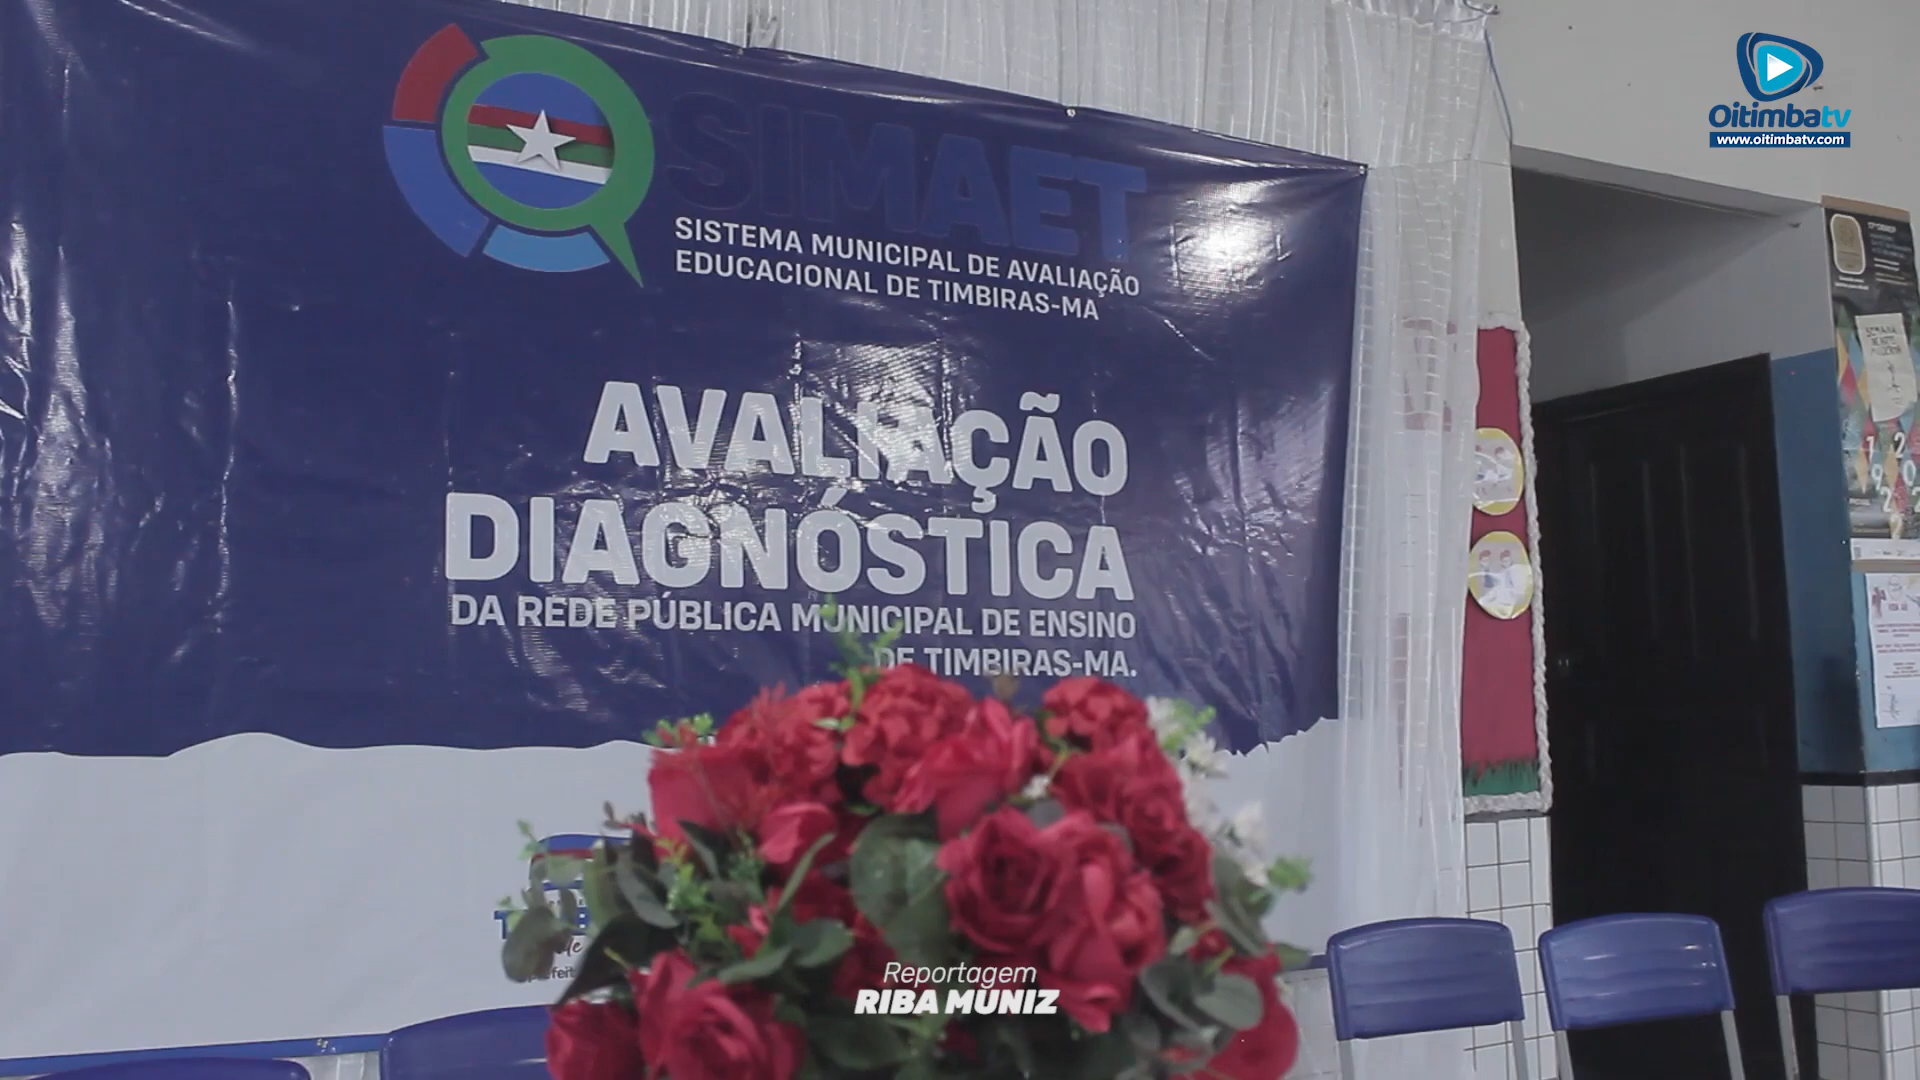 Oitimbatv
www.oitimbatv.com
SIMAET
SISTEMA MUNICIPAL DE AVALIAÇÃO
EDUCACIONAL DE TIMBIRAS-MA
AVALIAÇÃO
DIAGNÓSTICA
DA REDE PÚBLICA MUNICIPAL DE ENSINO
DE TIMBIRAS-MA.
Reportagem
RIBA MUNIZ